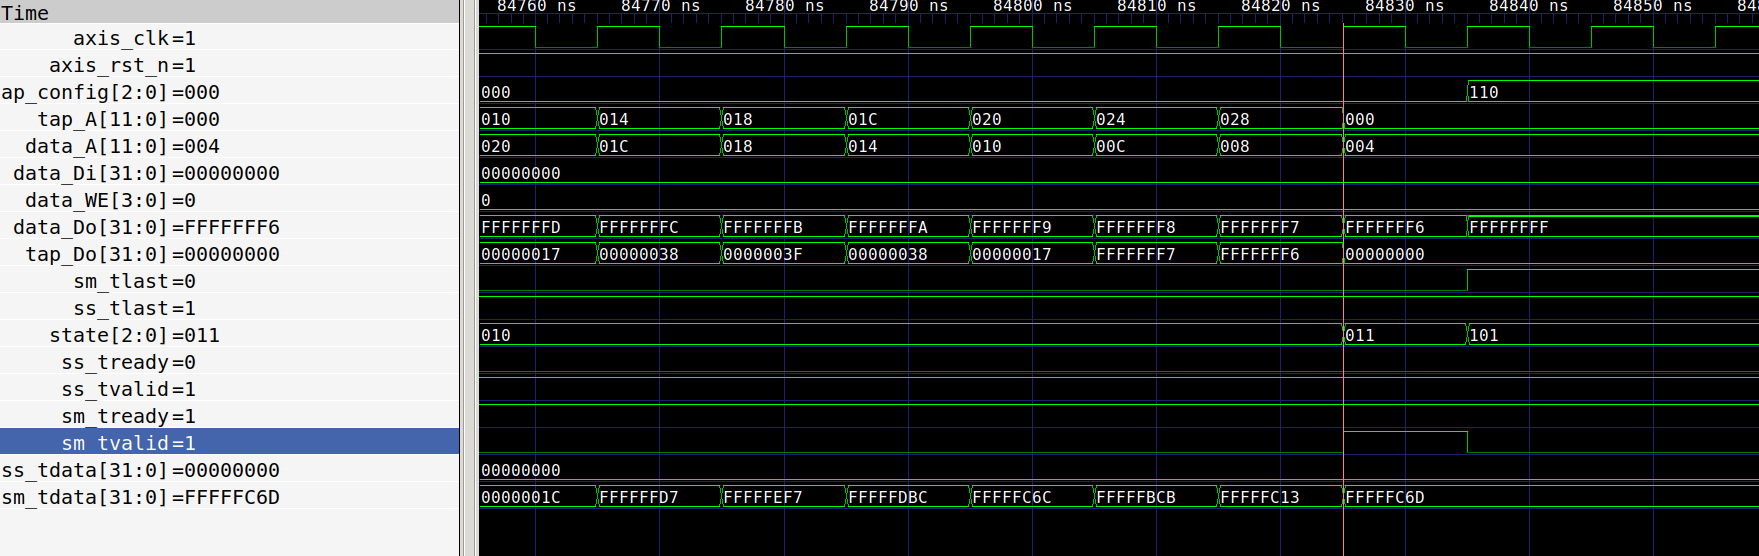 84760 ns 84770 ns 84780 ns 84790 ns 84800 ns 84810 ns 84820 ns 84830 ns 84840 ns 84850 ns
Time
axis_clk=1
axis_rst_n=1
ap_config[2:0]=000 000 110
tap_A[11:0]=000 010 014 018 01C 020 024 028 000
data_A[11:0]=004 020 01C 018 014 010 00C 008 004
data_Di[31:0]=00000000 00000000
data_WE[3:0]=0 0
data_Do[31:0]=FFFFFFF6 FFFFFFFD FFFFFFFC FFFFFFFB FFFFFFFA FFFFFFF9 FFFFFFF8 FFFFFFF7 FFFFFFF6 FFFFFFFF
tap_Do[31:0]=00000000 00000017 00000038 0000003F 00000038 00000017 FFFFFFF7 FFFFFFF6 00000000
sm_tlast=0
ss_tlast=1
state[2:0]=011 010 011 101
ss_tready=0
ss_tvalid=1
sm_tready=1
sm_tvalid=1
ss_tdata[31:0]=00000000 00000000
sm_tdata[31:0]=FFFFFC6D 0000001C FFFFFFD7 FFFFFEF7 FFFFFDBC FFFFFC6C FFFFFBCB FFFFFC13 FFFFFC6D